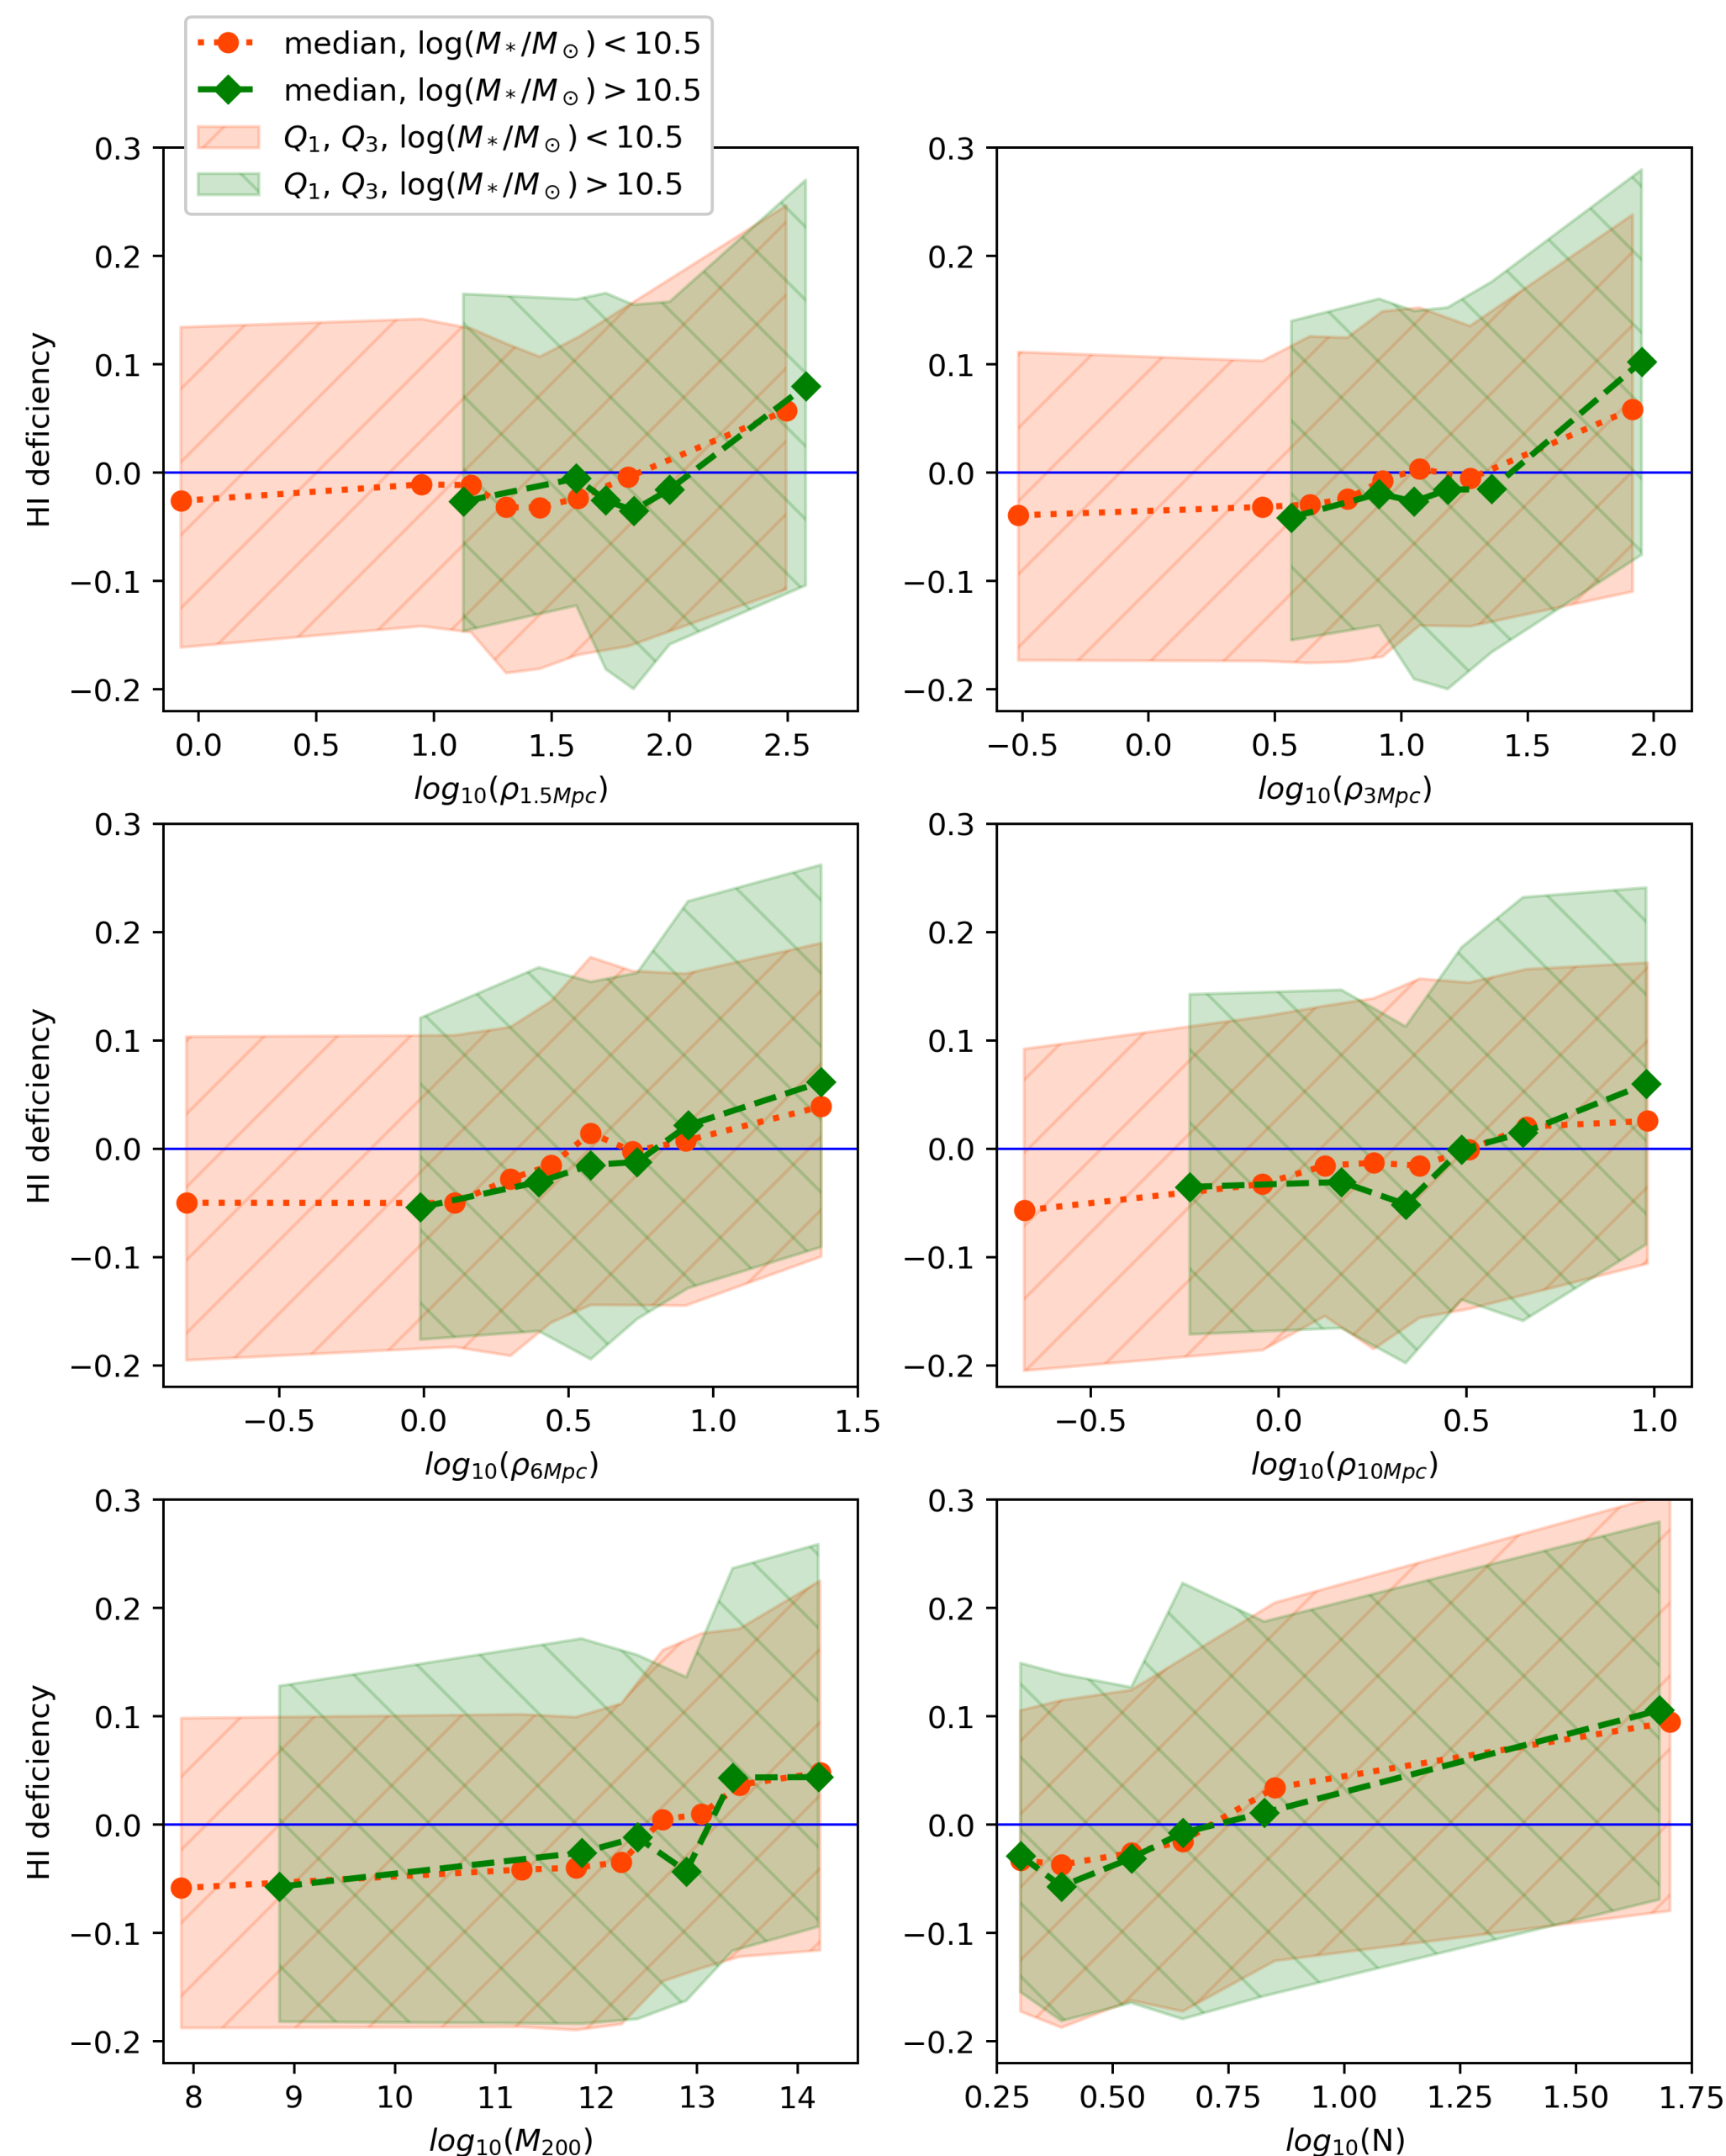 median, log(M*/M⊙) < 10.5
median, log(M*/M⊙) > 10.5
Q1, Q3, log(M*/M⊙) < 10.5
Q1, Q3, log(M*/M⊙) > 10.5
0.3
0.2
0.1
0.0
−0.1
−0.2
HI deficiency
0.0 0.5 1.0 1.5 2.0 2.5
log10(ρ1.5Mpc)
0.3
0.2
0.1
0.0
−0.1
−0.2
−0.5 0.0 0.5 1.0 1.5 2.0
log10(ρ3Mpc)
0.3
0.2
0.1
0.0
−0.1
−0.2
HI deficiency
−0.5 0.0 0.5 1.0 1.5
log10(ρ6Mpc)
0.3
0.2
0.1
0.0
−0.1
−0.2
−0.5 0.0 0.5 1.0
log10(ρ10Mpc)
0.3
0.2
0.1
0.0
−0.1
−0.2
HI deficiency
8 9 10 11 12 13 14
log10(M200)
0.3
0.2
0.1
0.0
−0.1
−0.2
0.25 0.50 0.75 1.00 1.25 1.50 1.75
log10(N)